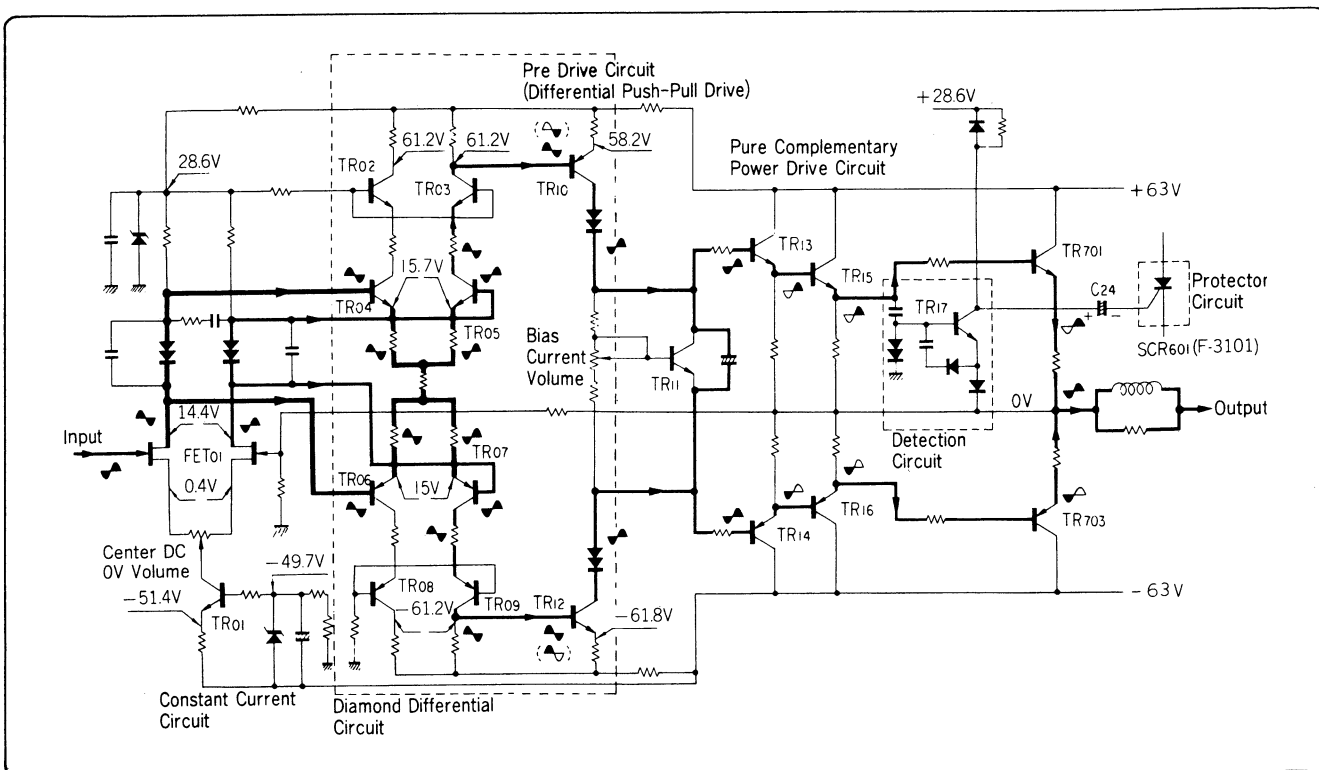 Pre Drive Circuit
(Differential Push-Pull Drive)
+28.6V
61.2V
61.2V
58.2V
28.6V
TR02
TR03
TR10
Pure Complementary
Power Drive Circuit
+63V
TR13
TR701
15.7V
TR15
C24
Protector
Circuit
TR04
TR17
TR05
+
−
Bias
Current
Volume
SCR601(F-3101)
TR11
14.4V
0V
Output
Input
FET01
TR07
Detection
Circuit
0.4V
TR06
15V
TR16
TR703
TR14
Center DC
0V Volume
−49.7V
−51.4V
TR08
−63V
−61.2V
TR09
TR12
−61.8V
TR01
Constant Current
Circuit
Diamond Differential
Circuit